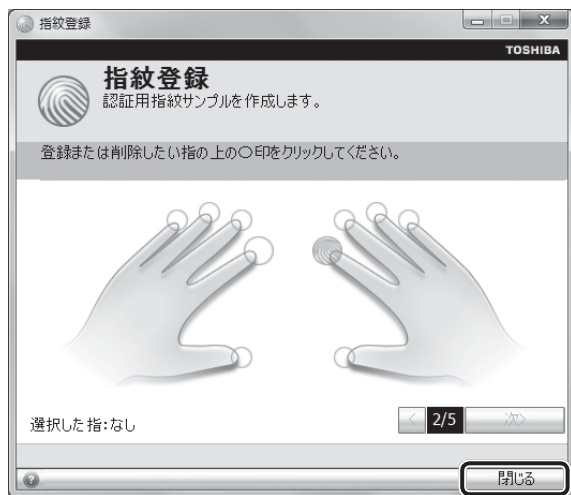 指紋登録
TOSHIBA
指紋登録
認証用指紋サンプルを作成します。
登録または削除したい指の上の○印をクリックしてください。
選択した指:なし
< 2/5 次>
閉じる